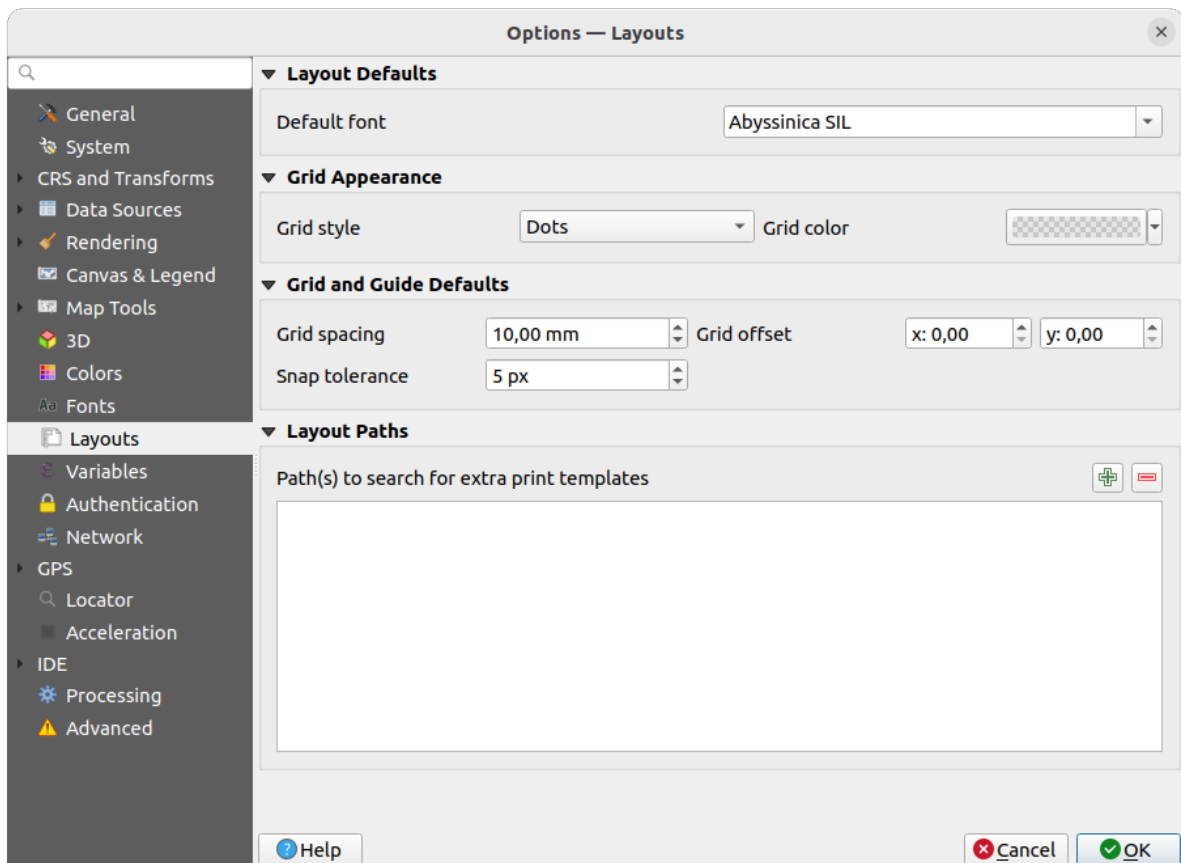 Options — Layouts
General
System
CRS and Transforms
Data Sources
Rendering
Canvas & Legend
Map Tools
3D
Colors
Aa Fonts
Layouts
ε Variables
Authentication
Network
GPS
Locator
Acceleration
IDE
Processing
Advanced
Layout Defaults
Default font Abyssinica SIL
Grid Appearance
Grid style Dots Grid color
Grid and Guide Defaults
Grid spacing 10,00 mm Grid offset x: 0,00 y: 0,00
Snap tolerance 5 px
Layout Paths
Path(s) to search for extra print templates
Help Cancel OK